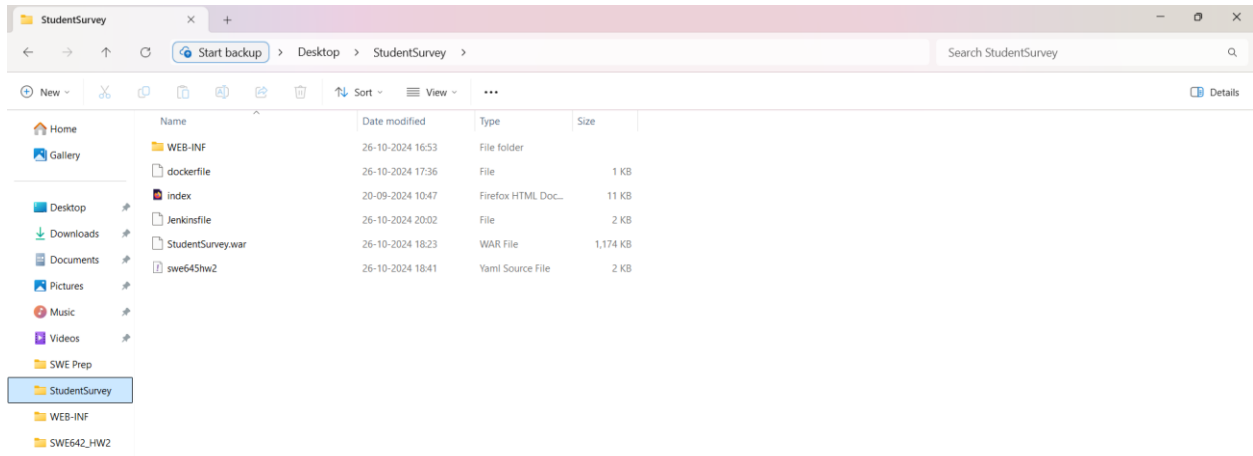 StudentSurvey
Start backup > Desktop > StudentSurvey >
Search StudentSurvey
New
Sort
View
Details
Name Date modified Type Size
Home
Gallery
Desktop
Downloads
Documents
Pictures
Music
Videos
SWE Prep
StudentSurvey
WEB-INF
SWE642_HW2
WEB-INF 26-10-2024 16:53 File folder
dockerfile 26-10-2024 17:36 File 1 KB
index 20-09-2024 10:47 Firefox HTML Doc... 11 KB
Jenkinsfile 26-10-2024 20:02 File 2 KB
StudentSurvey.war 26-10-2024 18:23 WAR File 1,174 KB
swe645hw2 26-10-2024 18:41 Yaml Source File 2 KB